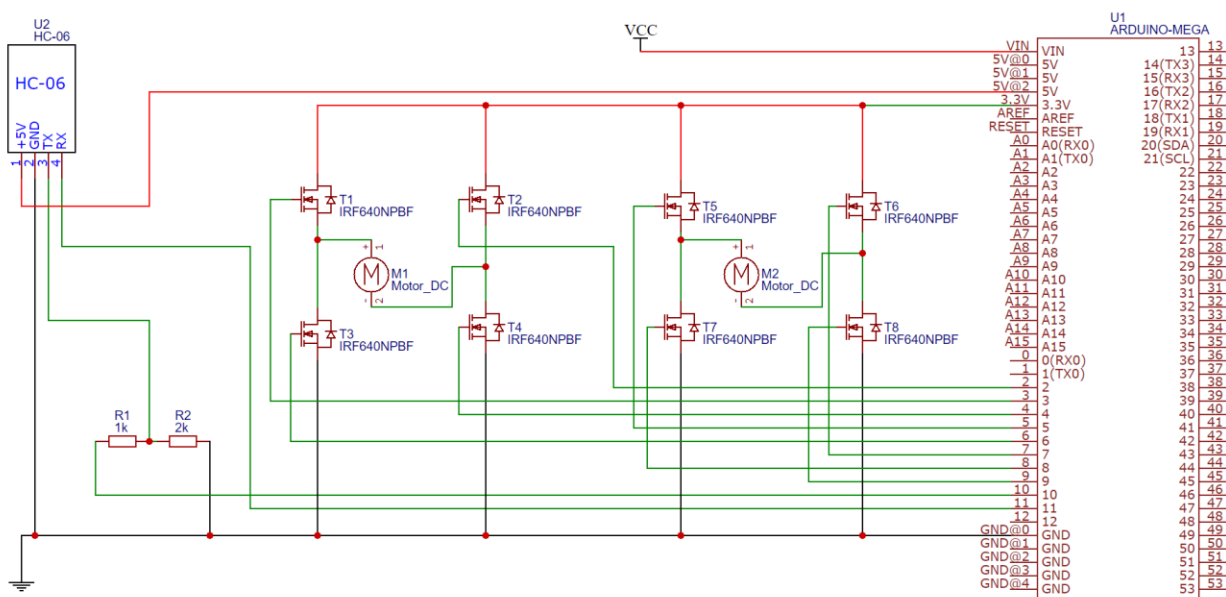 U2
HC-06
HC-06
+5V
GND
TX
RX
1
2
3
4
VCC
U1
ARDUINO-MEGA
VIN VIN 13 13
5V@0 5V 14(TX3) 14
5V@1 5V 15(RX3) 15
5V@2 5V 16(TX2) 16
3.3V 3.3V 17(RX2) 17
AREF AREF 18(TX1) 18
RESET RESET 19(RX1) 19
A0 A0(RX0) 20(SDA) 20
A1 A1(TX0) 21(SCL) 21
A2 A2 22 22
A3 A3 23 23
A4 A4 24 24
A5 A5 25 25
A6 A6 26 26
A7 A7 27 27
A8 A8 28 28
A9 A9 29 29
A10 A10 30 30
A11 A11 31 31
A12 A12 32 32
A13 A13 33 33
A14 A14 34 34
A15 A15 35 35
0 0(RX0) 36 36
1 1(TX0) 37 37
2 2 38 38
3 3 39 39
4 4 40 40
5 5 41 41
6 6 42 42
7 7 43 43
8 8 44 44
9 9 45 45
10 10 46 46
11 11 47 47
12 12 48 48
GND@0 GND 49 49
GND@1 GND 50 50
GND@2 GND 51 51
GND@3 GND 52 52
GND@4 GND 53 53
T1
IRF640NPBF
T2
IRF640NPBF
T5
IRF640NPBF
T6
IRF640NPBF
+ 1
M
M1
Motor_DC
- 2
+ 1
M
M2
Motor_DC
- 2
T3
IRF640NPBF
T4
IRF640NPBF
T7
IRF640NPBF
T8
IRF640NPBF
R1
1k
R2
2k